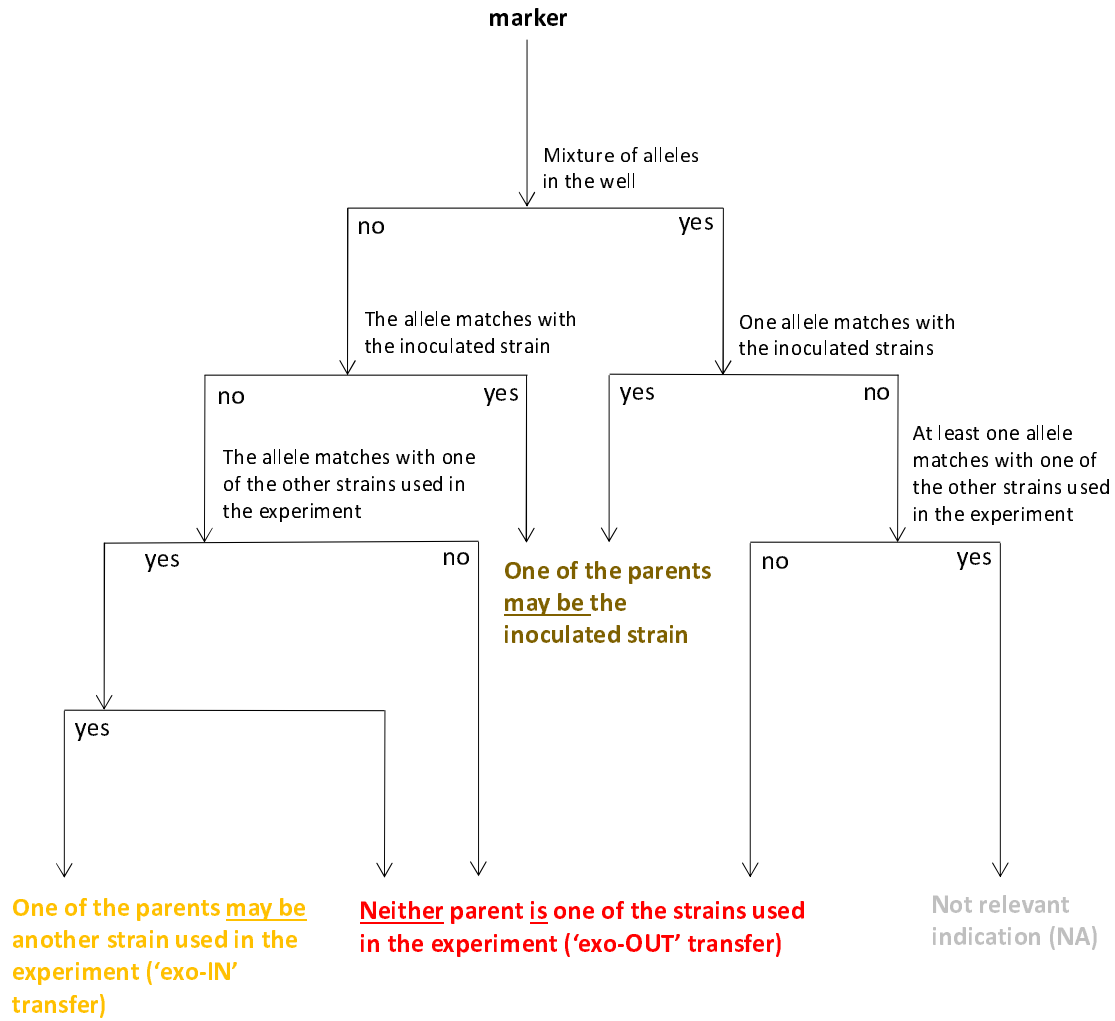 marker
Mixture of alleles
in the well
no
yes
The allele matches with
the inoculated strain
One allele matches with
the inoculated strains
no
yes
yes
no
The allele matches with one
of the other strains used in
the experiment
At least one allele
matches with one of
the other strains used
in the experiment
yes
no
One of the parents
may be the
inoculated strain
no
yes
yes
One of the parents may be
another strain used in the
experiment (‘exo-IN’
transfer)
Neither parent is one of the strains used
in the experiment (‘exo-OUT’ transfer)
Not relevant
indication (NA)